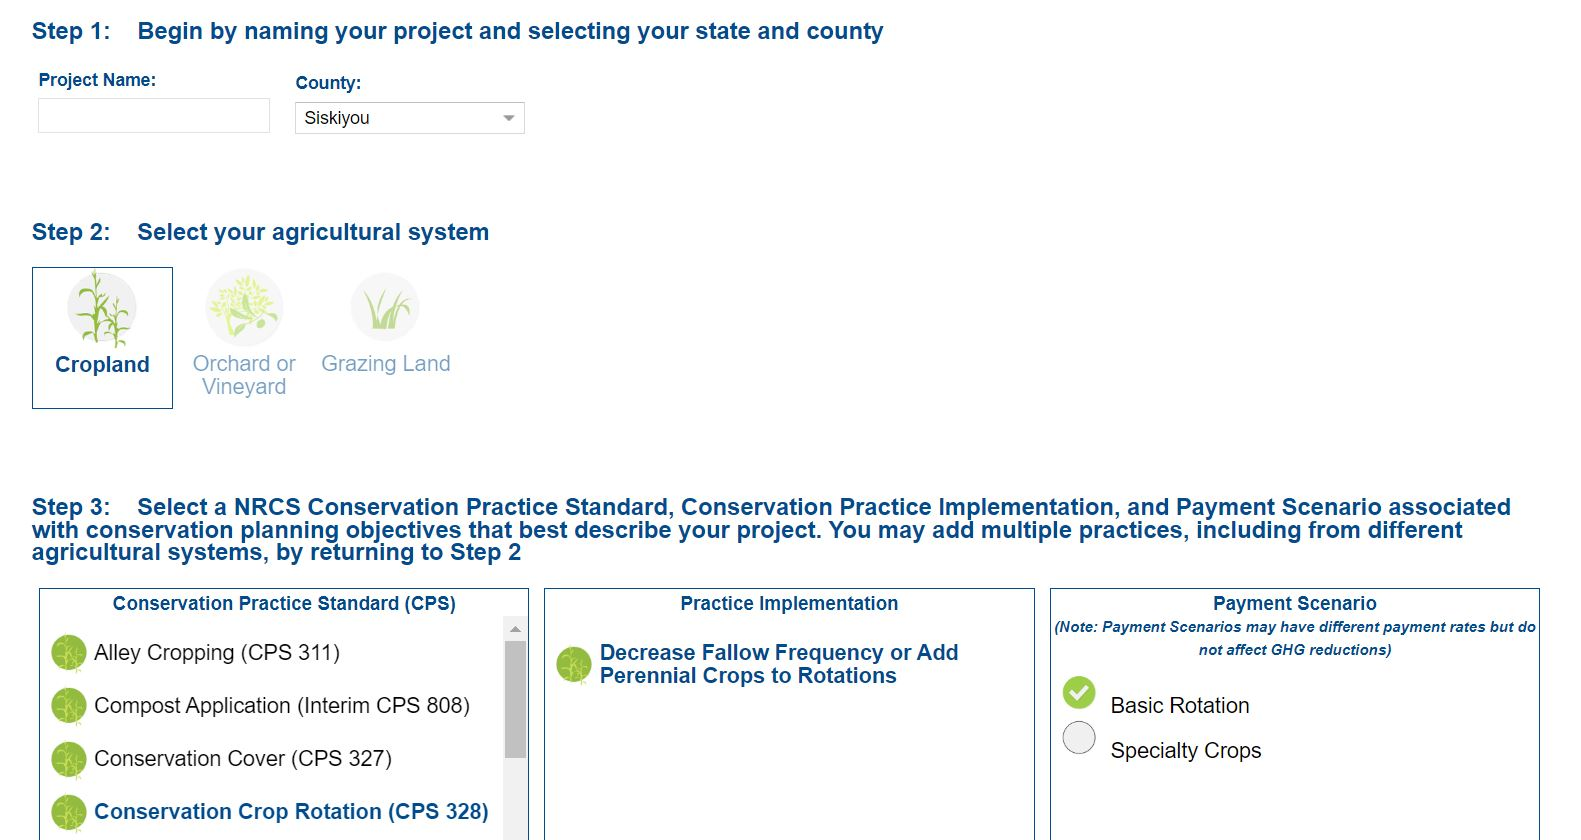 Step 1: Begin by naming your project and selecting your state and county
Project Name:
County:
Siskiyou
Step 2: Select your agricultural system
Cropland
Orchard or
Vineyard
Grazing Land
Step 3: Select a NRCS Conservation Practice Standard, Conservation Practice Implementation, and Payment Scenario associated
with conservation planning objectives that best describe your project. You may add multiple practices, including from different
agricultural systems, by returning to Step 2
Conservation Practice Standard (CPS)
Alley Cropping (CPS 311)
Compost Application (Interim CPS 808)
Conservation Cover (CPS 327)
Conservation Crop Rotation (CPS 328)
Practice Implementation
Decrease Fallow Frequency or Add
Perennial Crops to Rotations
Payment Scenario
(Note: Payment Scenarios may have different payment rates but do
not affect GHG reductions)
Basic Rotation
Specialty Crops